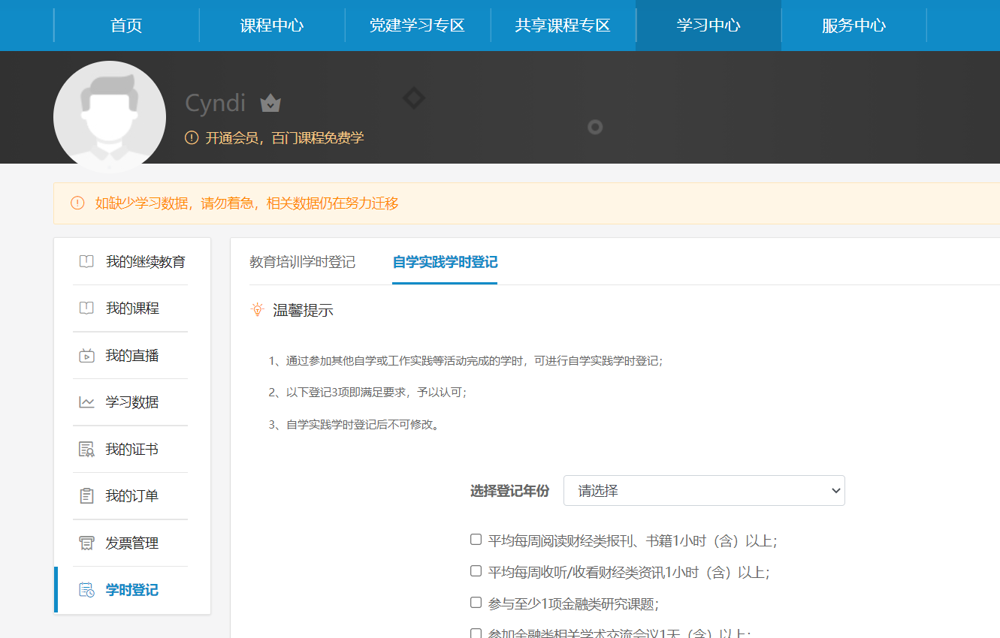 首页 课程中心 党建学习专区 共享课程专区 学习中心 服务中心
Cyndi
开通会员，百门课程免费学
如缺少学习数据，请勿着急，相关数据仍在努力迁移
我的继续教育
我的课程
我的直播
学习数据
我的证书
我的订单
发票管理
学时登记
教育培训学时登记 自学实践学时登记
温馨提示
1、通过参加其他自学或工作实践等活动完成的学时，可进行自学实践学时登记；
2、以下登记3项即满足要求，予以认可；
3、自学实践学时登记后不可修改。
选择登记年份 请选择
平均每周阅读财经类报刊、书籍1小时（含）以上；
平均每周收听/收看财经类资讯1小时（含）以上；
参与至少1项金融类研究课题；
参加金融类相关学术交流会议1天（含）以上；